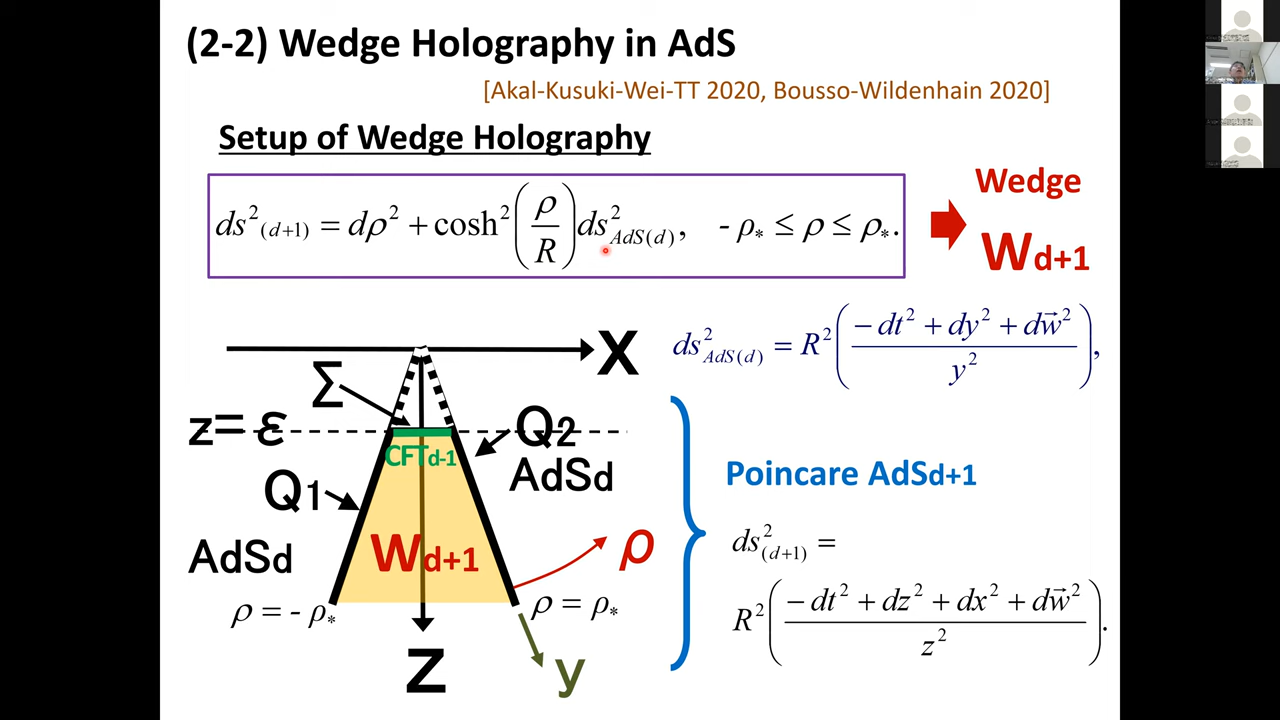 (2-2) Wedge Holography in AdS
[Akal-Kusuki-Wei-TT 2020, Bousso-Wildenhain 2020]
Setup of Wedge Holography
ds²₍d+1₎ = dρ² + cosh²(ρ/R) ds²_AdS(d), -ρ* ≤ ρ ≤ ρ*.
Wedge
Wd+1
X
ds²_AdS(d) = R²((-dt² + dy² + dw⃗²)/y²),
Σ
z= ε
Q2
CFTd-1
AdSd
Q1
Poincare AdSd+1
Wd+1
ρ
AdSd
ds²₍d+1₎ =
ρ = - ρ*
ρ = ρ*
R²((-dt² + dz² + dx² + dw⃗²)/z²).
Z
y